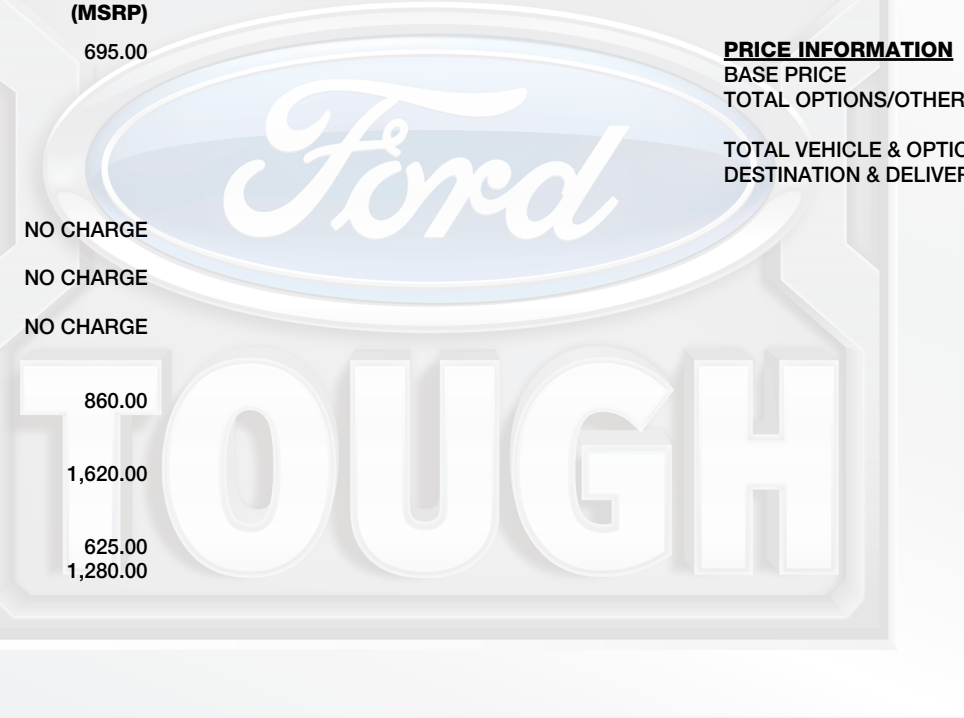 (MSRP)
695.00
NO CHARGE
NO CHARGE
NO CHARGE
860.00
1,620.00
625.00
1,280.00
PRICE INFORMATION
BASE PRICE
TOTAL OPTIONS/OTHER
TOTAL VEHICLE & OPTIO
DESTINATION & DELIVER
Ford
TOUGH